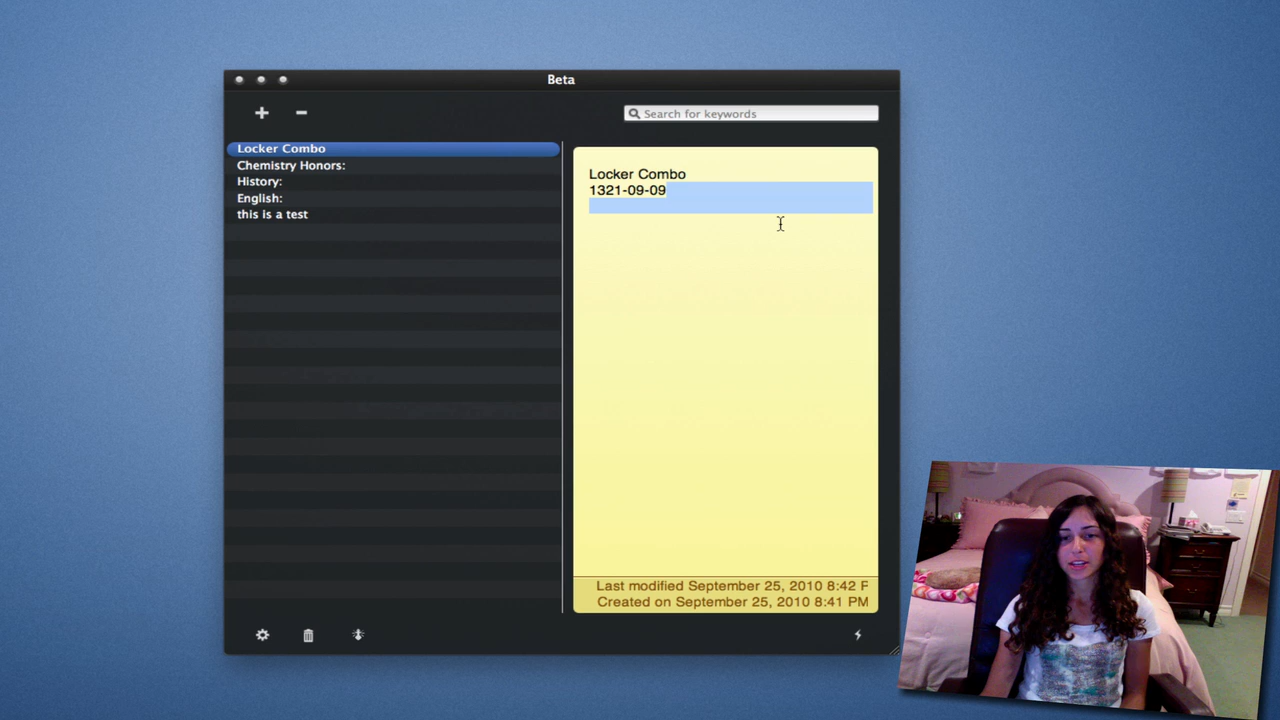 Beta
Search for keywords
Locker Combo
Chemistry Honors:
History:
English:
this is a test
Locker Combo
1321-09-09
Last modified September 25, 2010 8:42 P
Created on September 25, 2010 8:41 PM